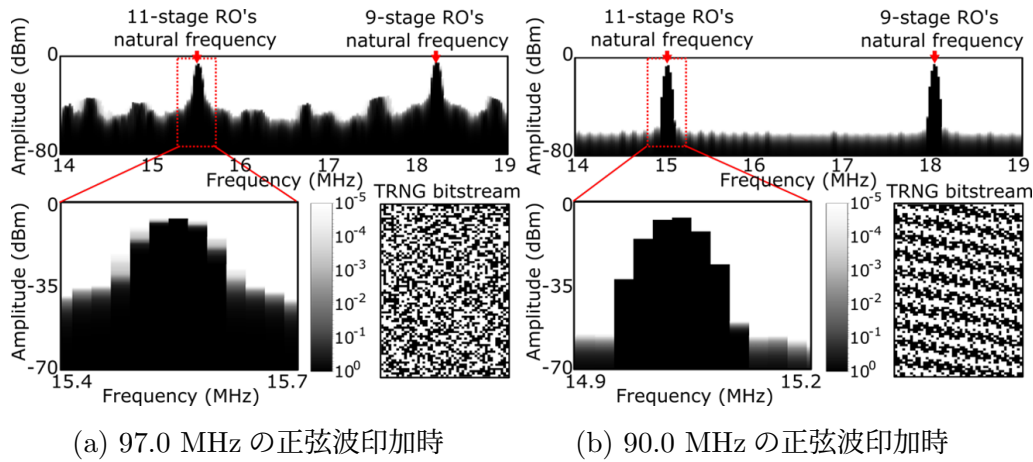 11-stage RO's
natural frequency
9-stage RO's
natural frequency
Amplitude (dBm)
0
-80
14 15 16 17 18 19
Frequency (MHz)
Amplitude (dBm)
0
-35
-70
15.4 15.7
Frequency (MHz)
10^-5
10^-4
10^-3
10^-2
10^-1
10^0
TRNG bitstream
(a) 97.0 MHz の正弦波印加時
11-stage RO's
natural frequency
9-stage RO's
natural frequency
Amplitude (dBm)
0
-80
14 15 16 17 18 19
Frequency (MHz)
Amplitude (dBm)
0
-35
-70
14.9 15.2
Frequency (MHz)
10^-5
10^-4
10^-3
10^-2
10^-1
10^0
TRNG bitstream
(b) 90.0 MHz の正弦波印加時